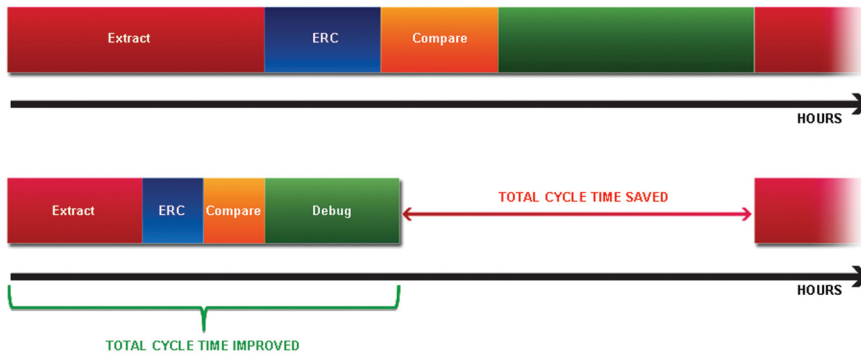 Extract
ERC
Compare
HOURS
Extract
ERC
Compare
Debug
TOTAL CYCLE TIME SAVED
HOURS
TOTAL CYCLE TIME IMPROVED